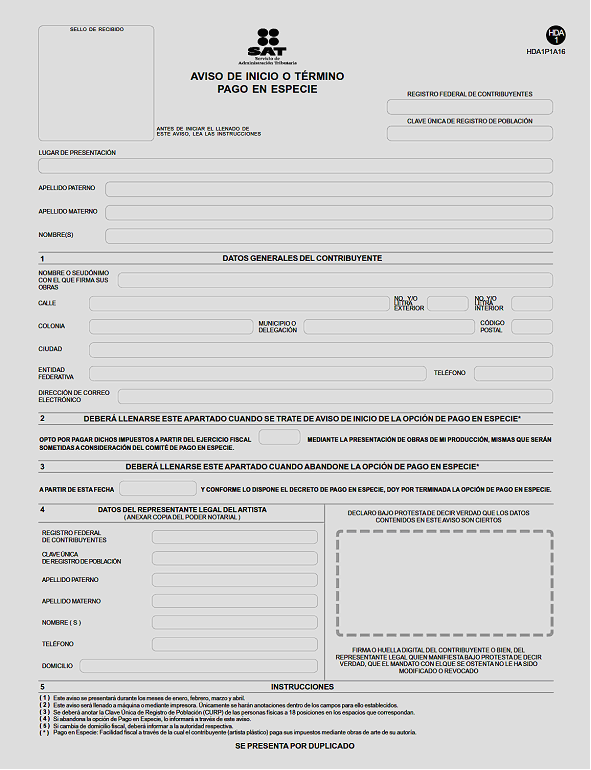 SELLO DE RECIBIDO
HDA
1
HDA1P1A16
SAT
Servicio de
Administración Tributaria
AVISO DE INICIO O TÉRMINO
PAGO EN ESPECIE
REGISTRO FEDERAL DE CONTRIBUYENTES
CLAVE ÚNICA DE REGISTRO DE POBLACIÓN
ANTES DE INICIAR EL LLENADO DE
ESTE AVISO, LEA LAS INSTRUCCIONES
LUGAR DE PRESENTACIÓN
APELLIDO PATERNO
APELLIDO MATERNO
NOMBRE(S)
1 DATOS GENERALES DEL CONTRIBUYENTE
NOMBRE O SEUDÓNIMO
CON EL QUE FIRMA SUS
OBRAS
CALLE
NO. Y/O
LETRA
EXTERIOR
NO. Y/O
LETRA
INTERIOR
COLONIA
MUNICIPIO O
DELEGACIÓN
CÓDIGO
POSTAL
CIUDAD
ENTIDAD
FEDERATIVA
TELÉFONO
DIRECCIÓN DE CORREO
ELECTRÓNICO
2 DEBERÁ LLENARSE ESTE APARTADO CUANDO SE TRATE DE AVISO DE INICIO DE LA OPCIÓN DE PAGO EN ESPECIE*
OPTO POR PAGAR DICHOS IMPUESTOS A PARTIR DEL EJERCICIO FISCAL MEDIANTE LA PRESENTACIÓN DE OBRAS DE MI PRODUCCIÓN, MISMAS QUE SERÁN
SOMETIDAS A CONSIDERACIÓN DEL COMITÉ DE PAGO EN ESPECIE.
3 DEBERÁ LLENARSE ESTE APARTADO CUANDO ABANDONE LA OPCIÓN DE PAGO EN ESPECIE*
A PARTIR DE ESTA FECHA Y CONFORME LO DISPONE EL DECRETO DE PAGO EN ESPECIE, DOY POR TERMINADA LA OPCIÓN DE PAGO EN ESPECIE.
4 DATOS DEL REPRESENTANTE LEGAL DEL ARTISTA
( ANEXAR COPIA DEL PODER NOTARIAL )
REGISTRO FEDERAL
DE CONTRIBUYENTES
CLAVE ÚNICA
DE REGISTRO DE POBLACIÓN
APELLIDO PATERNO
APELLIDO MATERNO
NOMBRE ( S )
TELÉFONO
DOMICILIO
DECLARO BAJO PROTESTA DE DECIR VERDAD QUE LOS DATOS
CONTENIDOS EN ESTE AVISO SON CIERTOS
FIRMA O HUELLA DIGITAL DEL CONTRIBUYENTE O BIEN, DEL
REPRESENTANTE LEGAL QUIEN MANIFIESTA BAJO PROTESTA DE DECIR
VERDAD, QUE EL MANDATO CON EL QUE SE OSTENTA NO LE HA SIDO
MODIFICADO O REVOCADO
5 INSTRUCCIONES
( 1 ) Este aviso se presentará durante los meses de enero, febrero, marzo y abril.
( 2 ) Este aviso será llenado a máquina o mediante impresora. Únicamente se harán anotaciones dentro de los campos para ello establecidos.
( 3 ) Se deberá anotar la Clave Única de Registro de Población (CURP) de las personas físicas a 18 posiciones en los espacios que correspondan.
( 4 ) Si abandona la opción de Pago en Especie, lo informará a través de este aviso.
( 5 ) Si cambia de domicilio fiscal, deberá informar a la autoridad respectiva.
( * ) Pago en Especie: Facilidad fiscal a través de la cual el contribuyente (artista plástico) paga sus impuestos mediante obras de arte de su autoría.
SE PRESENTA POR DUPLICADO